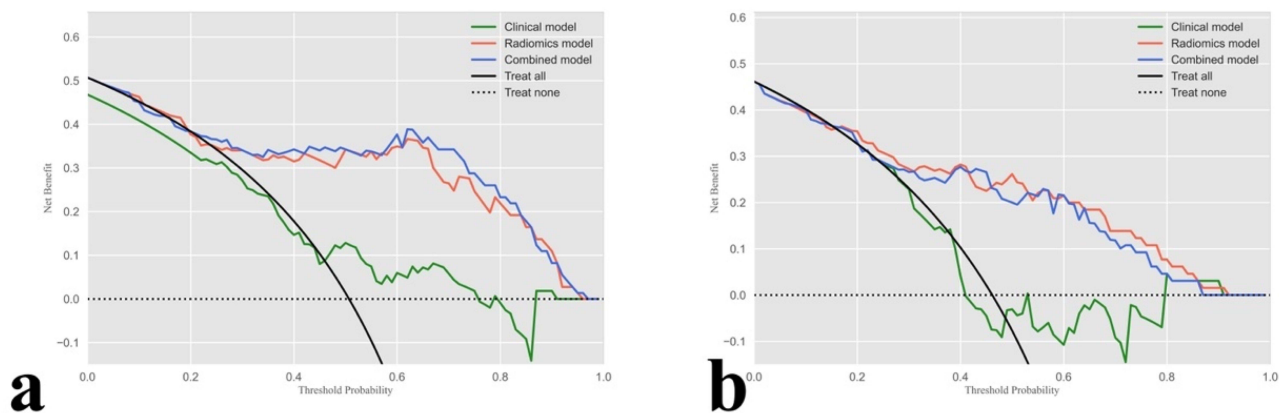 0.6
0.5
0.4
0.3
0.2
0.1
0.0
−0.1
Net Benefit
Clinical model
Radiomics model
Combined model
Treat all
Treat none
0.0 0.2 0.4 0.6 0.8 1.0
Threshold Probability
a
0.6
0.5
0.4
0.3
0.2
0.1
0.0
−0.1
Net Benefit
Clinical model
Radiomics model
Combined model
Treat all
Treat none
0.0 0.2 0.4 0.6 0.8 1.0
Threshold Probability
b